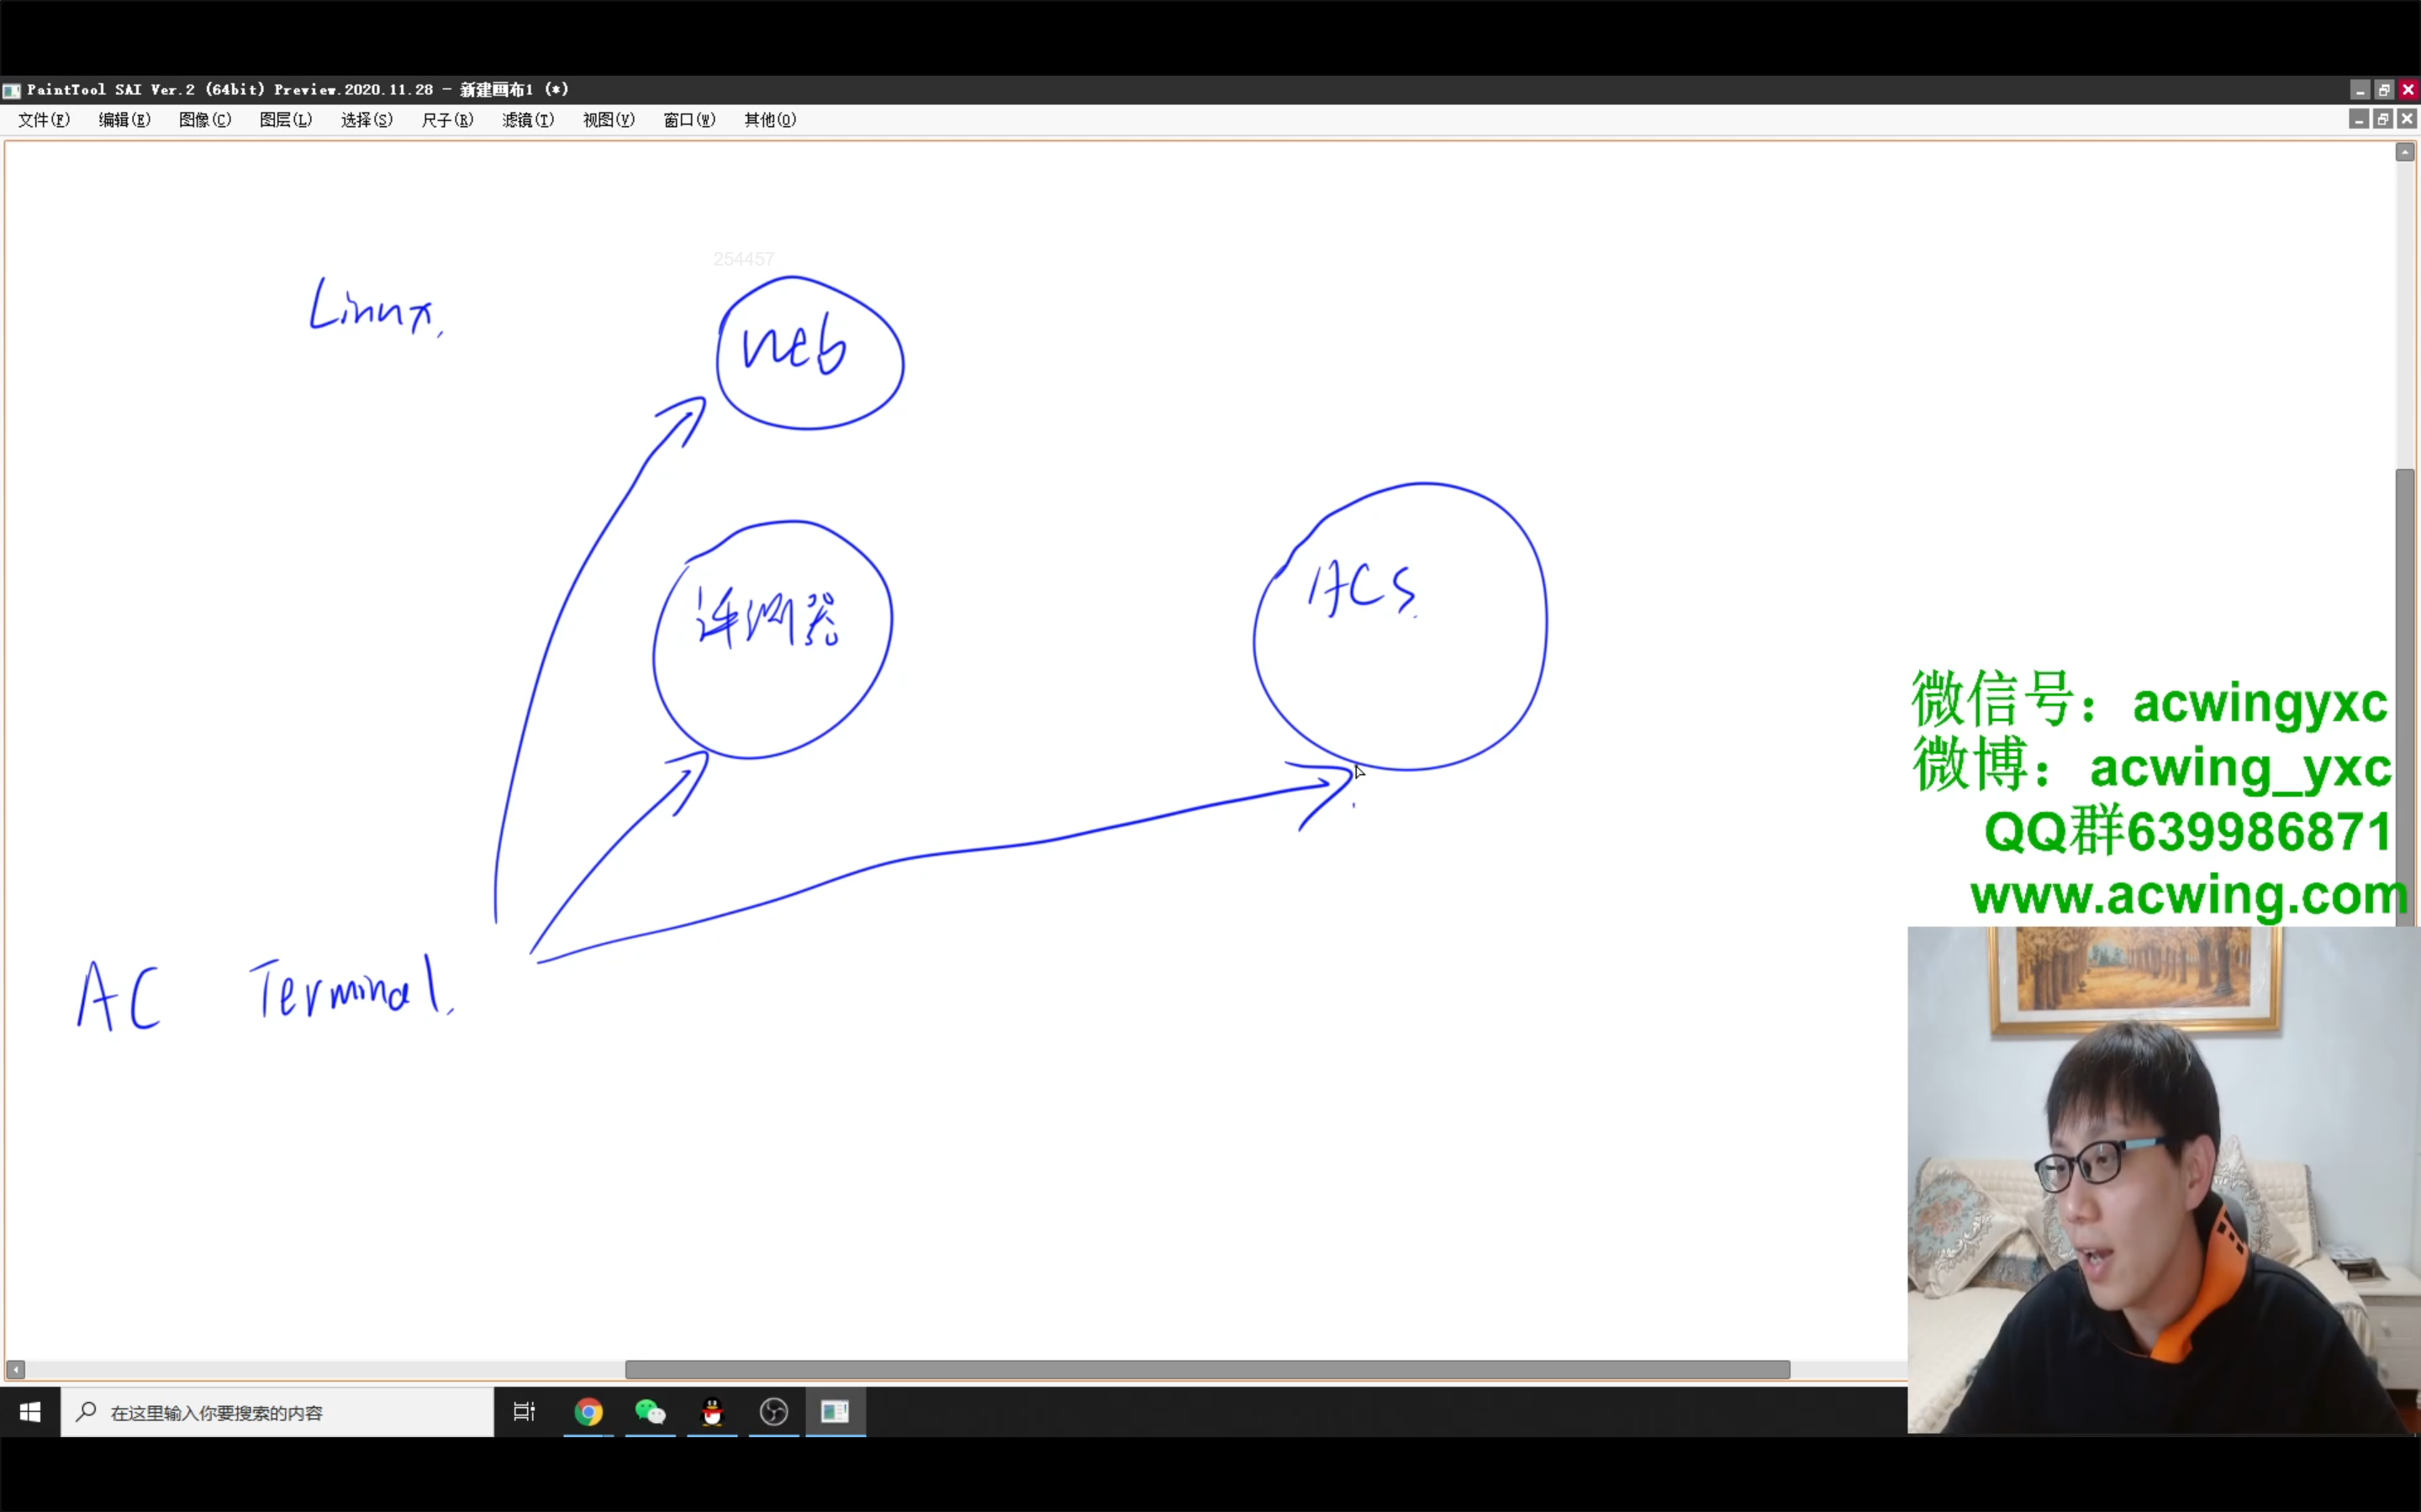 PaintTool SAI Ver.2 (64bit) Preview.2020.11.28 - 新建画布1 (*)
文件(F) 编辑(E) 图像(C) 图层(L) 选择(S) 尺子(R) 滤镜(T) 视图(V) 窗口(W) 其他(O)
254457
Linux.
web
评测器
ACS.
微信号：acwingyxc
微博：acwing_yxc
QQ群639986871
www.acwing.com
AC Terminal.
在这里输入你要搜索的内容